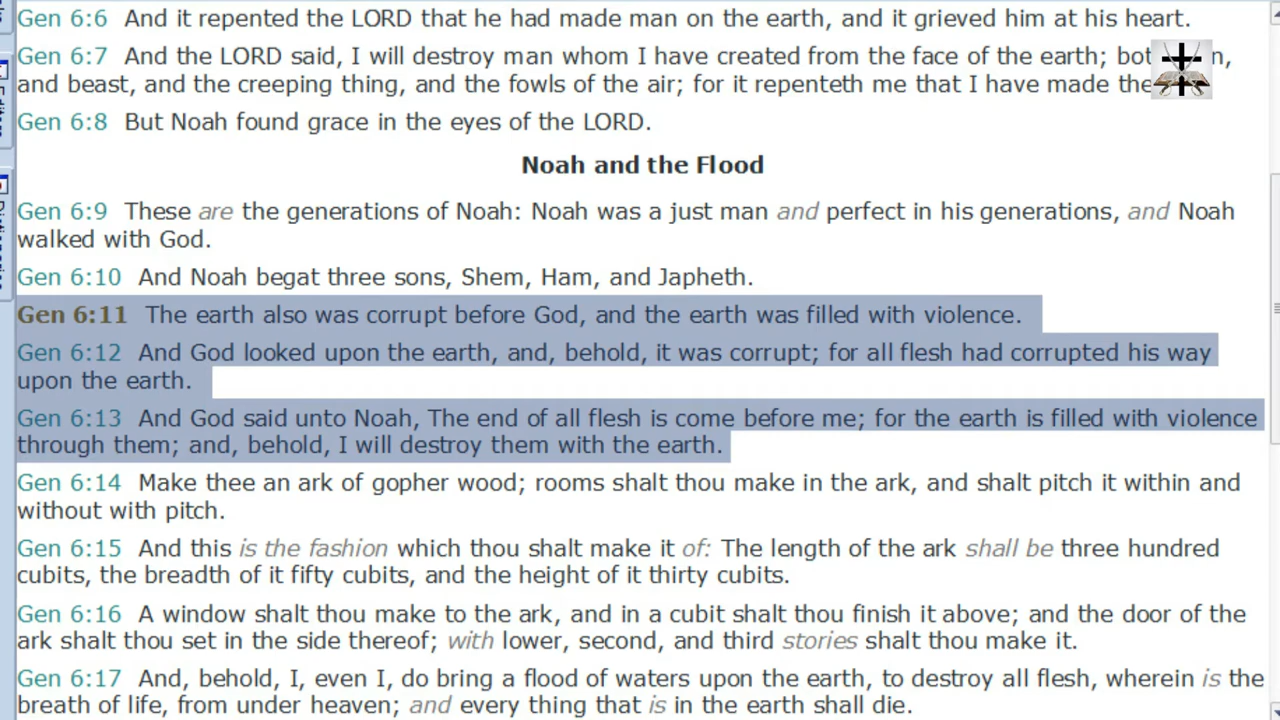 Gen 6:6 And it repented the LORD that he had made man on the earth, and it grieved him at his heart.
Gen 6:7 And the LORD said, I will destroy man whom I have created from the face of the earth;
and beast, and the creeping thing, and the fowls of the air; for it repenteth me that I have made
Gen 6:8 But Noah found grace in the eyes of the LORD.
Noah and the Flood
Gen 6:9 These are the generations of Noah: Noah was a just man and perfect in his generations, and Noah
walked with God.
Gen 6:10 And Noah begat three sons, Shem, Ham, and Japheth.
Gen 6:11 The earth also was corrupt before God, and the earth was filled with violence.
Gen 6:12 And God looked upon the earth, and, behold, it was corrupt; for all flesh had corrupted his way
upon the earth.
Gen 6:13 And God said unto Noah, The end of all flesh is come before me; for the earth is filled with violence
through them; and, behold, I will destroy them with the earth.
Gen 6:14 Make thee an ark of gopher wood; rooms shalt thou make in the ark, and shalt pitch it within and
without with pitch.
Gen 6:15 And this is the fashion which thou shalt make it of: The length of the ark shall be three hundred
cubits, the breadth of it fifty cubits, and the height of it thirty cubits.
Gen 6:16 A window shalt thou make to the ark, and in a cubit shalt thou finish it above; and the door of the
ark shalt thou set in the side thereof; with lower, second, and third stories shalt thou make it.
Gen 6:17 And, behold, I, even I, do bring a flood of waters upon the earth, to destroy all flesh, wherein is the
breath of life, from under heaven; and every thing that is in the earth shall die.